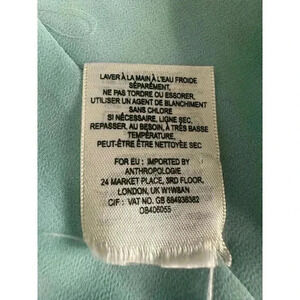 LAVER À LA MAIN À L'EAU FROIDE
SÉPARÉMENT,
NE PAS TORDRE OU ESSORER,
UTILISER UN AGENT DE BLANCHIMENT
SANS CHLORE
SI NÉCESSAIRE, LIGNE SEC,
REPASSER, AU BESOIN, À TRÈS BASSE
TEMPÉRATURE,
PEUT-ÊTRE ÊTRE NETTOYÉE SEC
FOR EU : IMPORTED BY
ANTHROPOLOGIE
24 MARKET PLACE, 3RD FLOOR,
LONDON, UK W1W8AN
CIF : VAT NO GB 684936362
DB406055